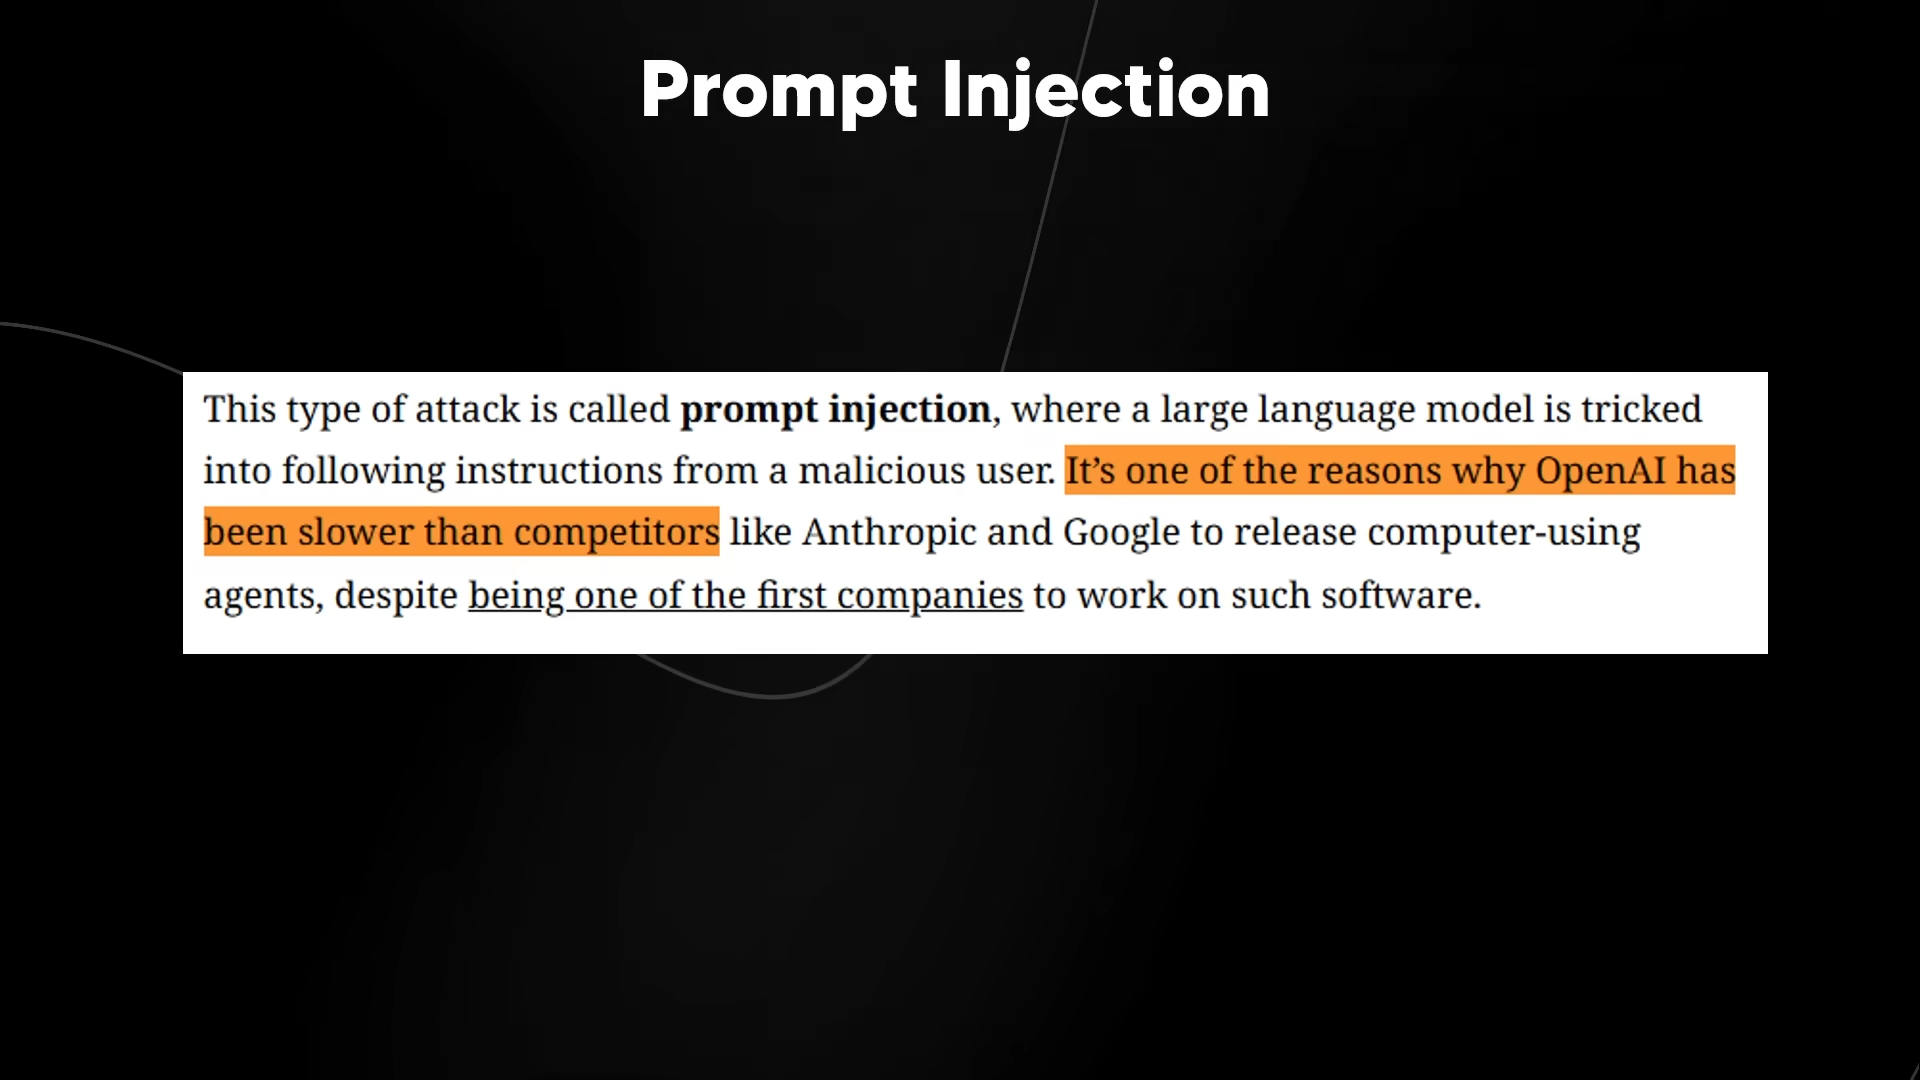 Prompt Injection
This type of attack is called prompt injection, where a large language model is tricked
into following instructions from a malicious user. It’s one of the reasons why OpenAI has
been slower than competitors like Anthropic and Google to release computer-using
agents, despite being one of the first companies to work on such software.